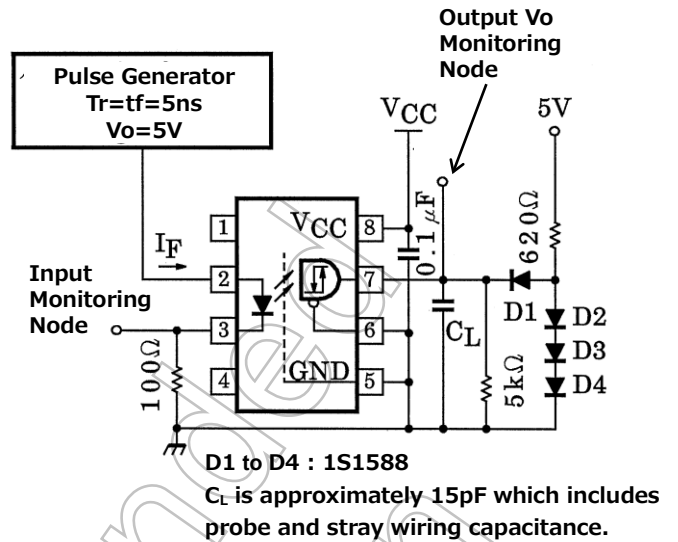 Output Vo
Monitoring
Node
Pulse Generator
Tr=tf=5ns
Vo=5V
VCC
5V
1
VCC
8
0.1 μF
620Ω
IF
2
7
Input
Monitoring
Node
D1
D2
3
6
CL
D3
100Ω
4
GND
5
5kΩ
D4
D1 to D4 : 1S1588
CL is approximately 15pF which includes
probe and stray wiring capacitance.